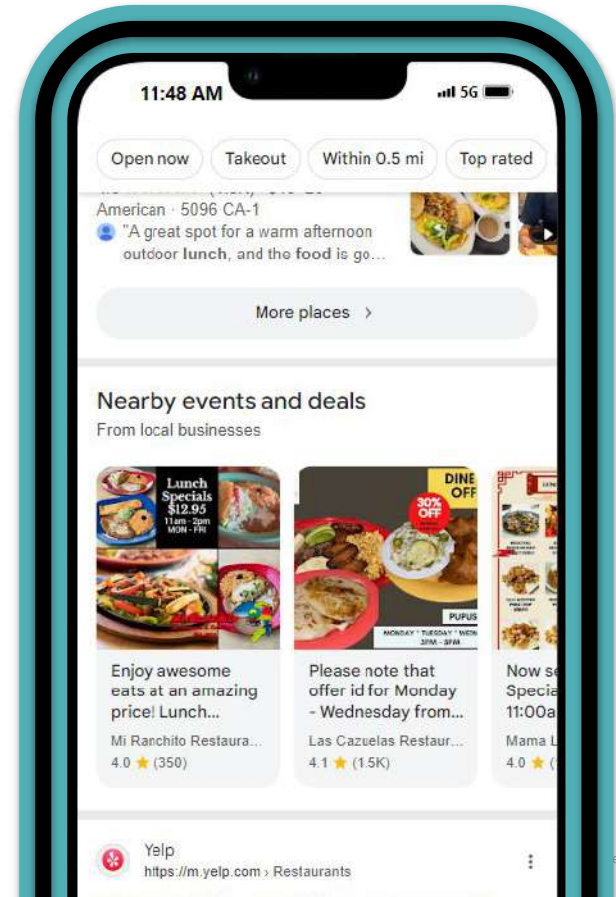 11:48 AM
5G
Open now
Takeout
Within 0.5 mi
Top rated
American · 5096 CA-1
"A great spot for a warm afternoon
outdoor lunch, and the food is go...
More places >
Nearby events and deals
From local businesses
Lunch
Specials
$12.95
11am - 2pm
MON - FRI
Enjoy awesome
eats at an amazing
price! Lunch...
Mi Ranchito Restaura...
4.0 ★ (350)
DINE
OFF
30%
OFF
PUPUS
MONDAY * TUESDAY * WEDN
3PM - 5PM
Please note that
offer id for Monday
- Wednesday from...
Las Cazuelas Restaur...
4.1 ★ (1.5K)
Now se
Specia
11:00a
Mama L
4.0 ★
Yelp
https://m.yelp.com › Restaurants